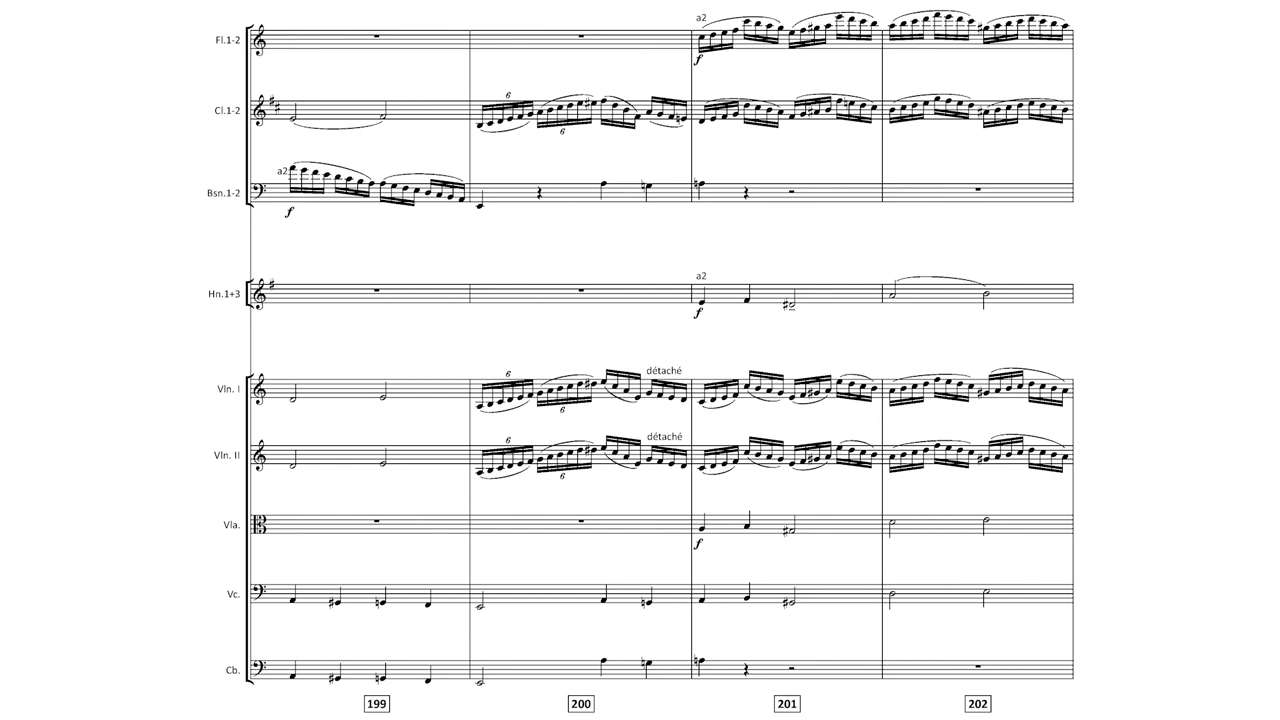 a2
Fl.1-2
f
6
Cl.1-2
6
a2
Bsn.1-2
f
a2
Hn.1+3
f
6
détaché
Vln. I
6
6
détaché
Vln. II
6
Vla.
f
Vc.
Cb.
199 200 201 202